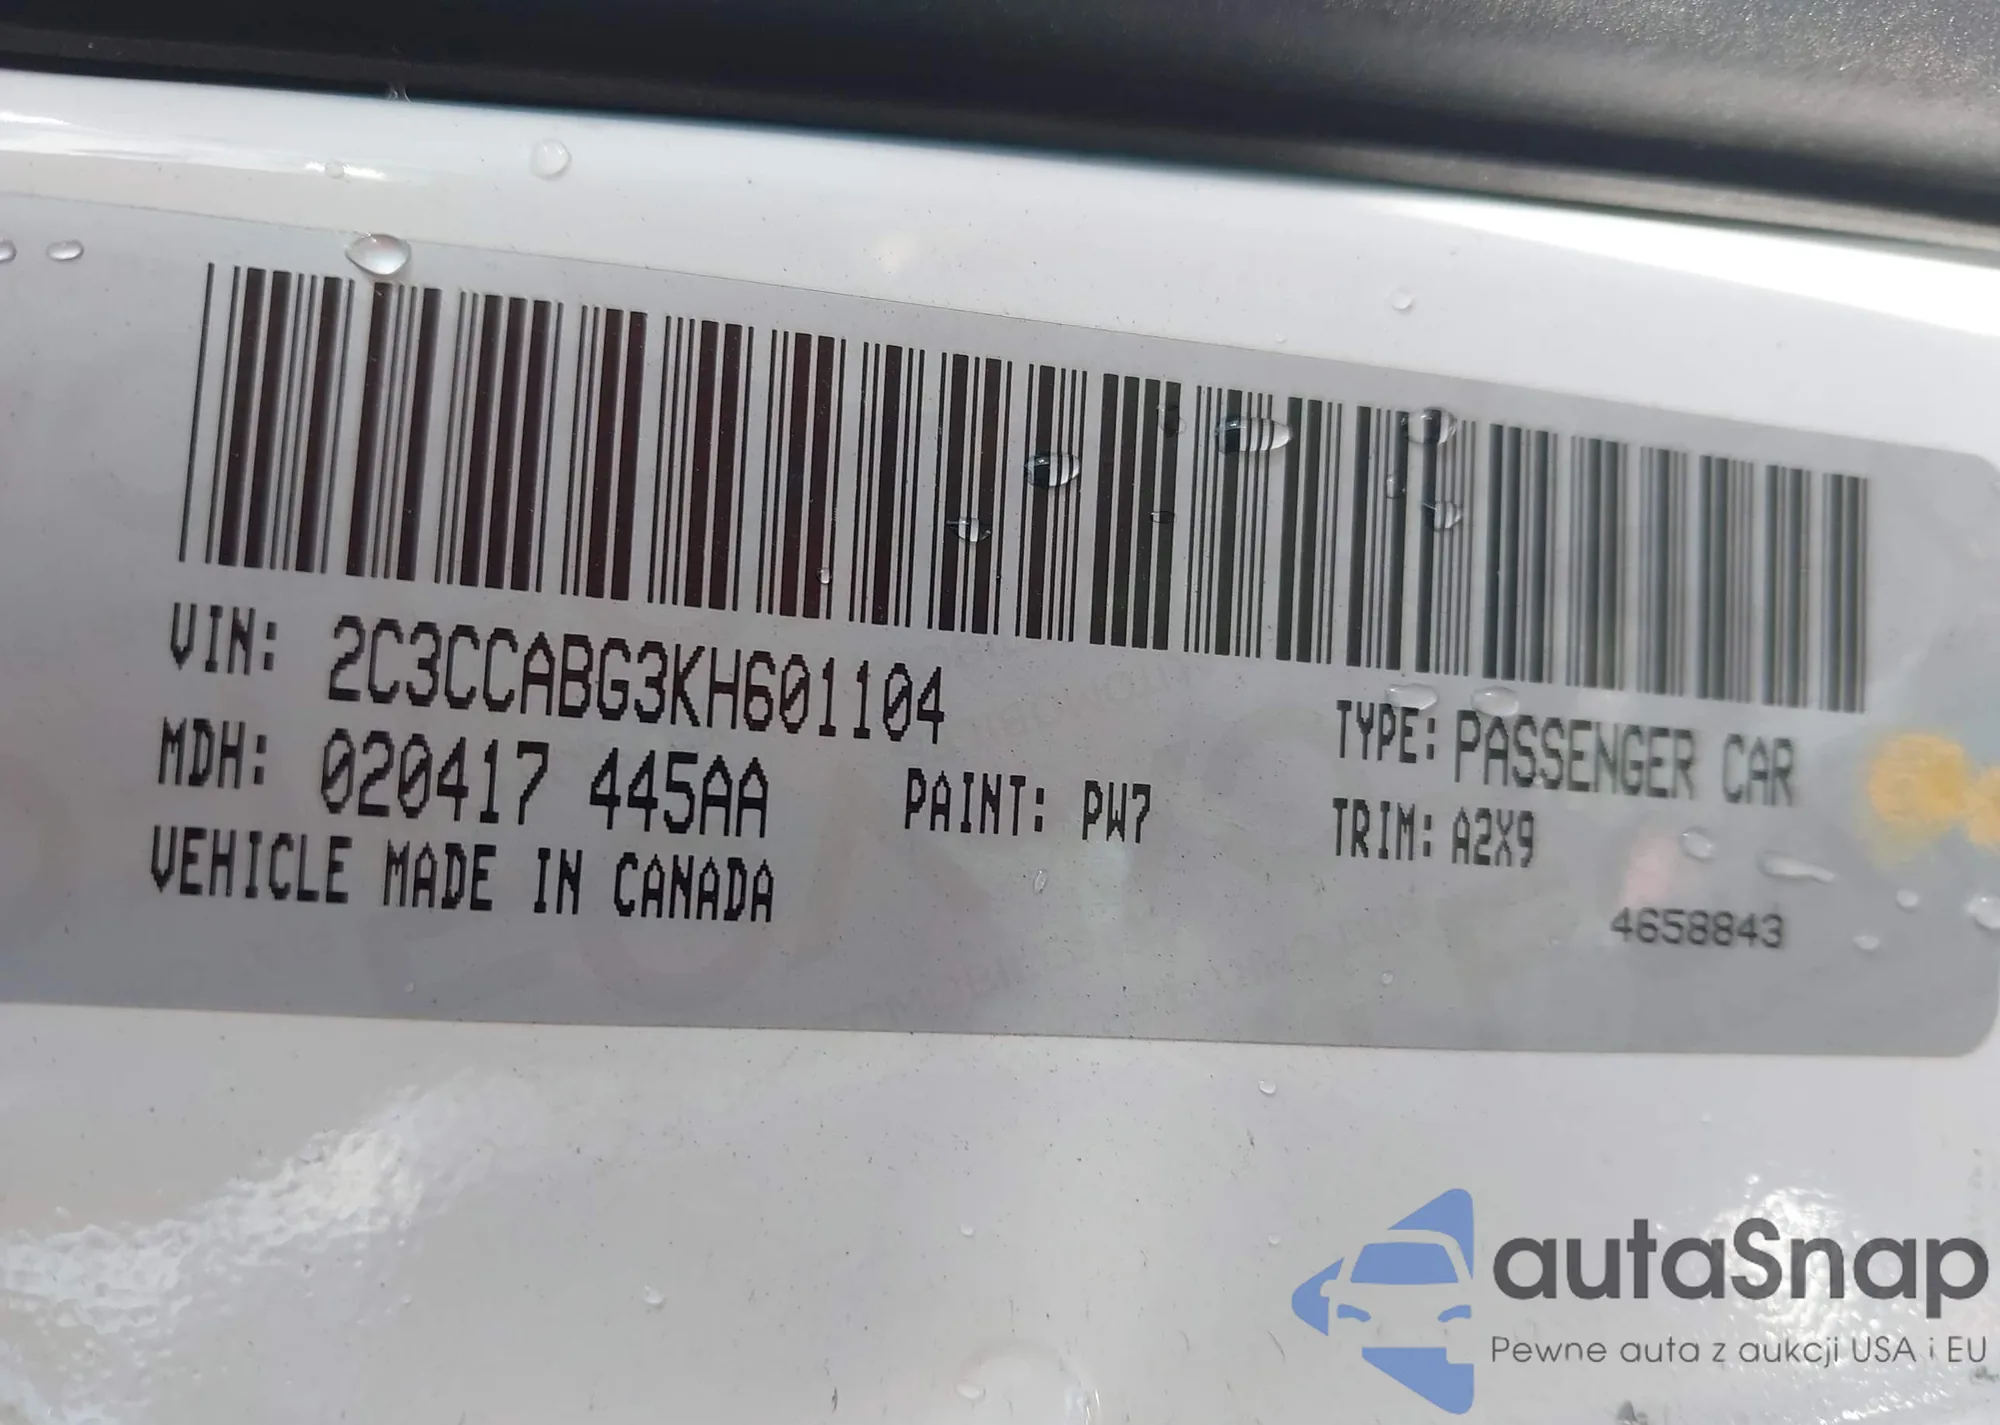 VIN: 2C3CCABG3KH601104
MDH: 020417 445AA
PAINT: PW7
TYPE: PASSENGER CAR
TRIM: A2X9
VEHICLE MADE IN CANADA
4658843
autaSnap
Pewne auta z aukcji USA i EU